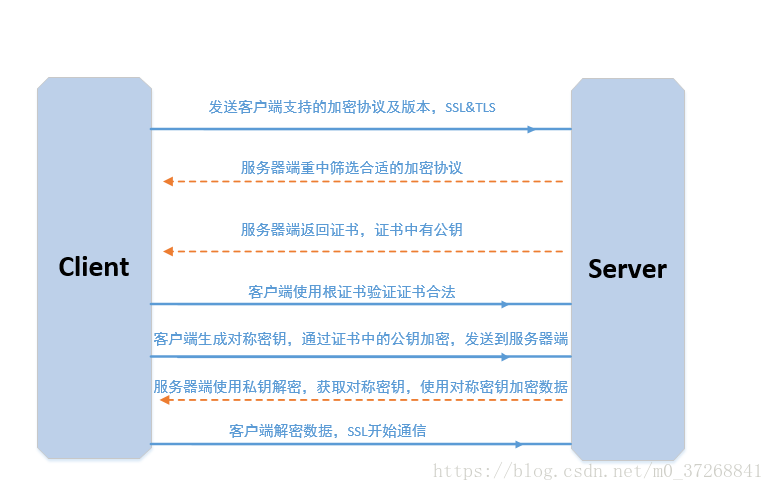 发送客户端支持的加密协议及版本，SSL&TLS
服务器端重中筛选合适的加密协议
服务器端返回证书，证书中有公钥
Client
Server
客户端使用根证书验证证书合法
客户端生成对称密钥，通过证书中的公钥加密，发送到服务器端
服务器端使用私钥解密，获取对称密钥，使用对称密钥加密数据
客户端解密数据，SSL开始通信
https://blog.csdn.net/m0_37268841